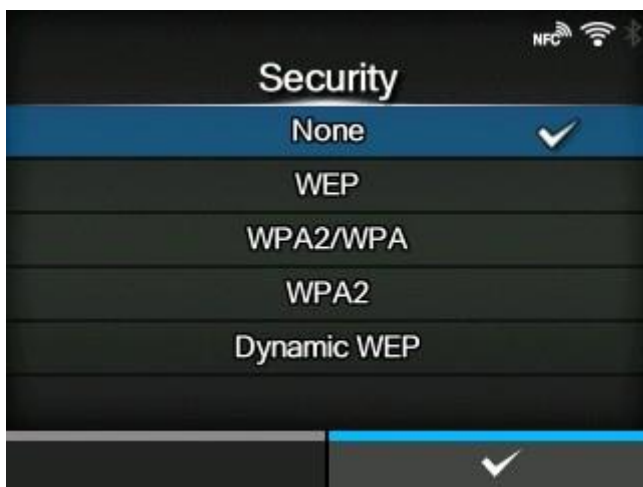 NFC
Security
None
WEP
WPA2/WPA
WPA2
Dynamic WEP